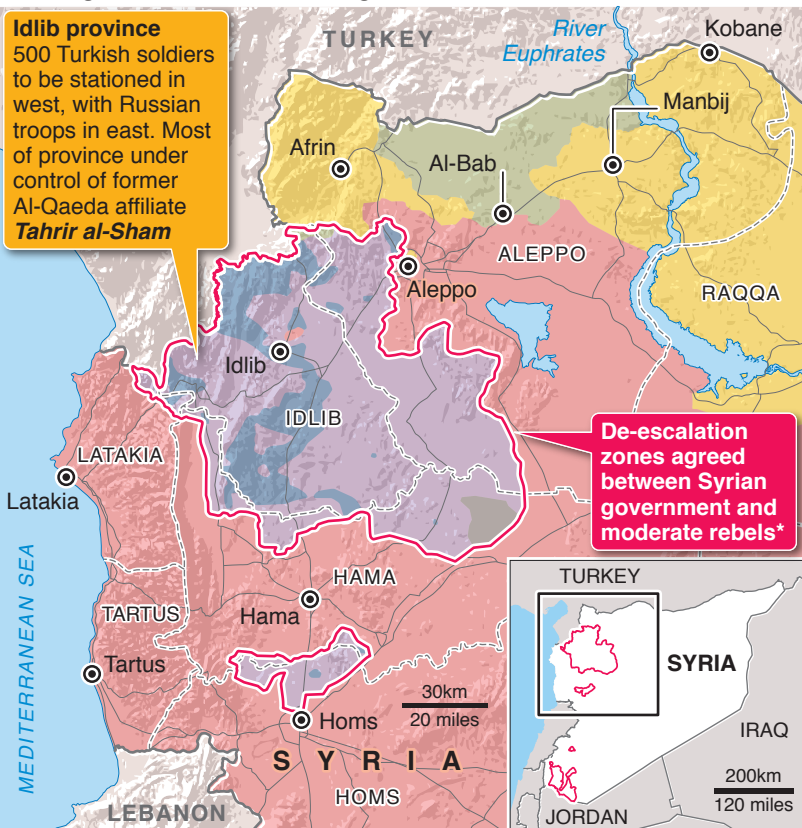 Idlib province
500 Turkish soldiers
to be stationed in
west, with Russian
troops in east. Most
of province under
control of former
Al-Qaeda affiliate
Tahrir al-Sham
TURKEY
River
Euphrates
Kobane
Manbij
Afrin
Al-Bab
ALEPPO
Aleppo
RAQQA
Idlib
IDLIB
De-escalation
zones agreed
between Syrian
government and
moderate rebels*
LATAKIA
Latakia
MEDITERRANEAN SEA
HAMA
Hama
TARTUS
Tartus
30km
20 miles
Homs
SYRIA
HOMS
LEBANON
TURKEY
SYRIA
IRAQ
200km
120 miles
JORDAN